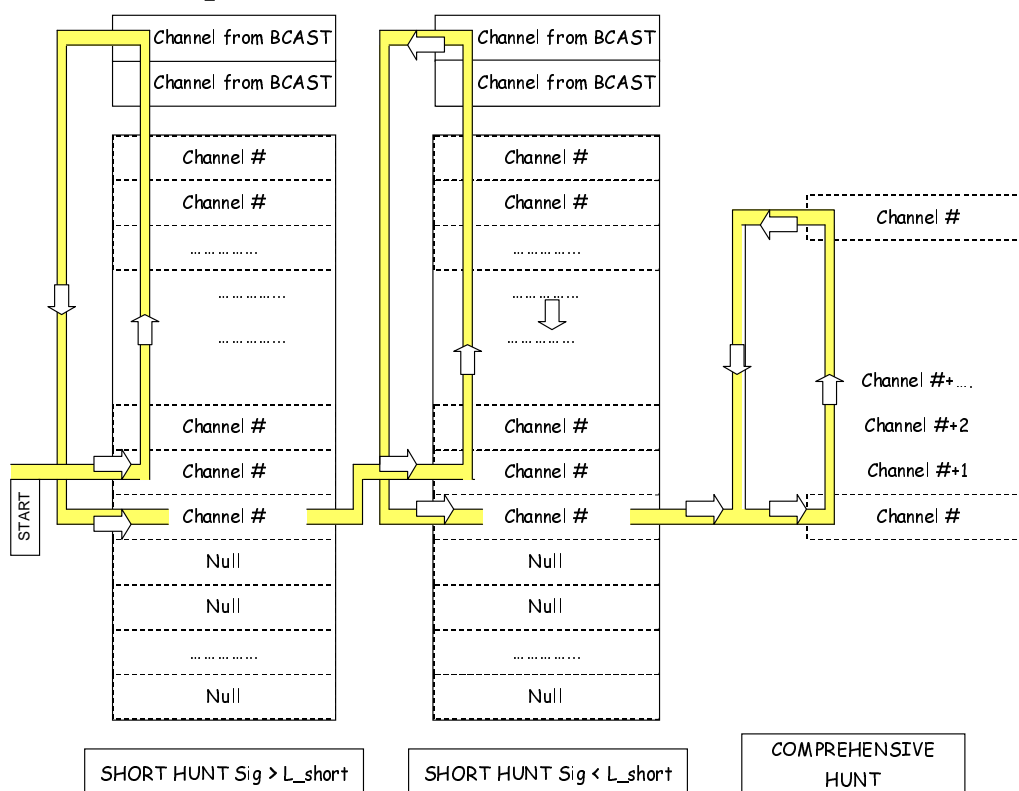 Channel from BCAST
Channel from BCAST
Channel #
Channel #
……………
……………
……………
Channel #
Channel #
Channel #
Null
Null
……………
Null
START
SHORT HUNT Sig > L_short
Channel from BCAST
Channel from BCAST
Channel #
Channel #
……………
……………
……………
Channel #
Channel #
Channel #
Null
Null
……………
Null
SHORT HUNT Sig < L_short
Channel #
Channel #+….
Channel #+2
Channel #+1
Channel #
COMPREHENSIVE
HUNT